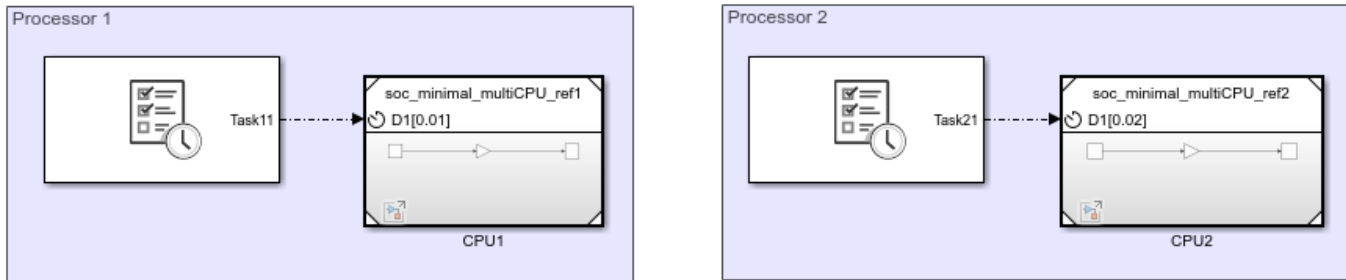 Processor 1
Task11
soc_minimal_multiCPU_ref1
D1[0.01]
CPU1
Processor 2
Task21
soc_minimal_multiCPU_ref2
D1[0.02]
CPU2